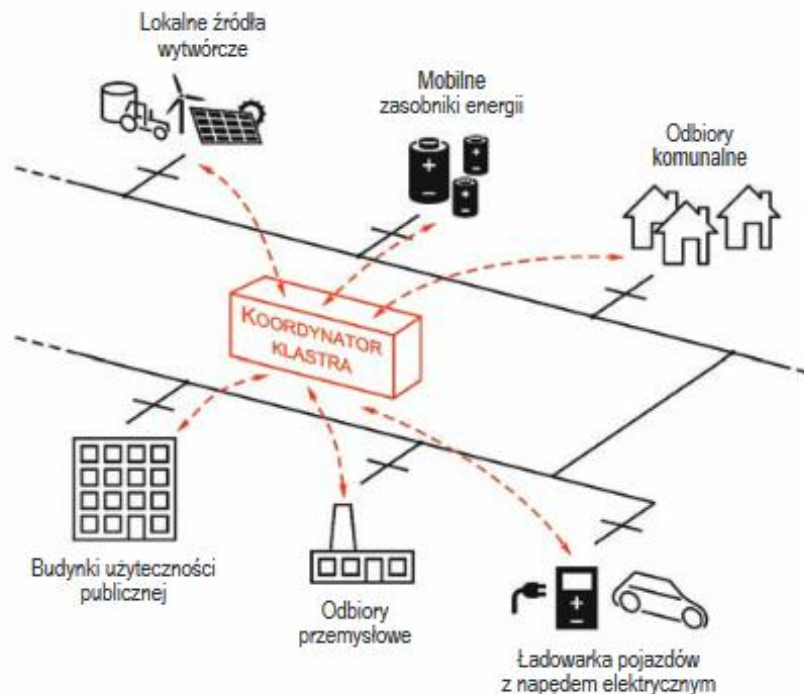 Lokalne źródła
wytwórcze
Mobilne
zasobniki energii
Odbiory
komunalne
KOORDYNATOR
KLASTRA
Budynki użyteczności
publicznej
Odbiory
przemysłowe
Ładowarka pojazdów
z napędem elektrycznym